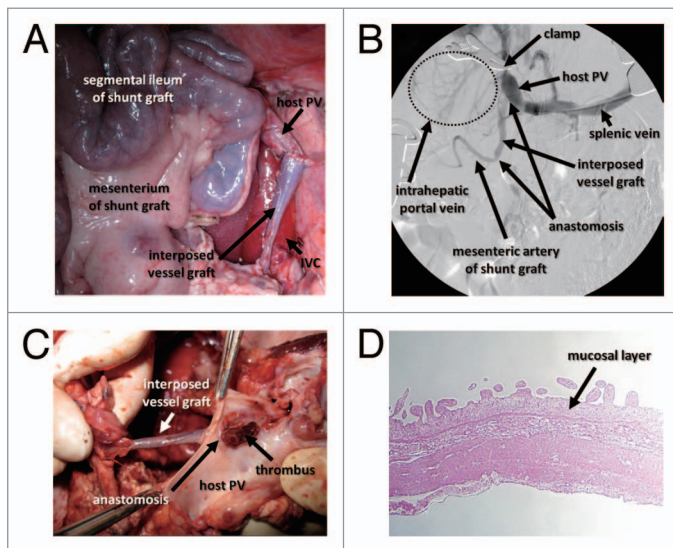 A
segmental ileum
of shunt graft
host PV
mesenterium
of shunt graft
interposed
vessel graft
IVC
B
clamp
host PV
splenic vein
interposed
vessel graft
intrahepatic
portal vein
anastomosis
mesenteric artery
of shunt graft
C
interposed
vessel graft
thrombus
anastomosis
host PV
D
mucosal layer